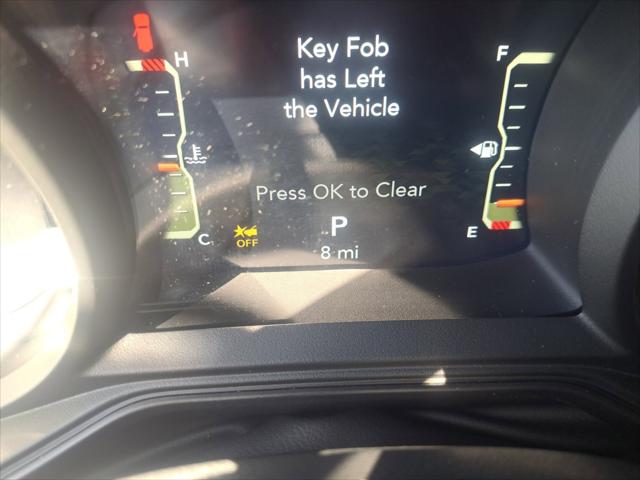 H
Key Fob
has Left
the Vehicle
F
Press OK to Clear
C
OFF
P
E
8 mi